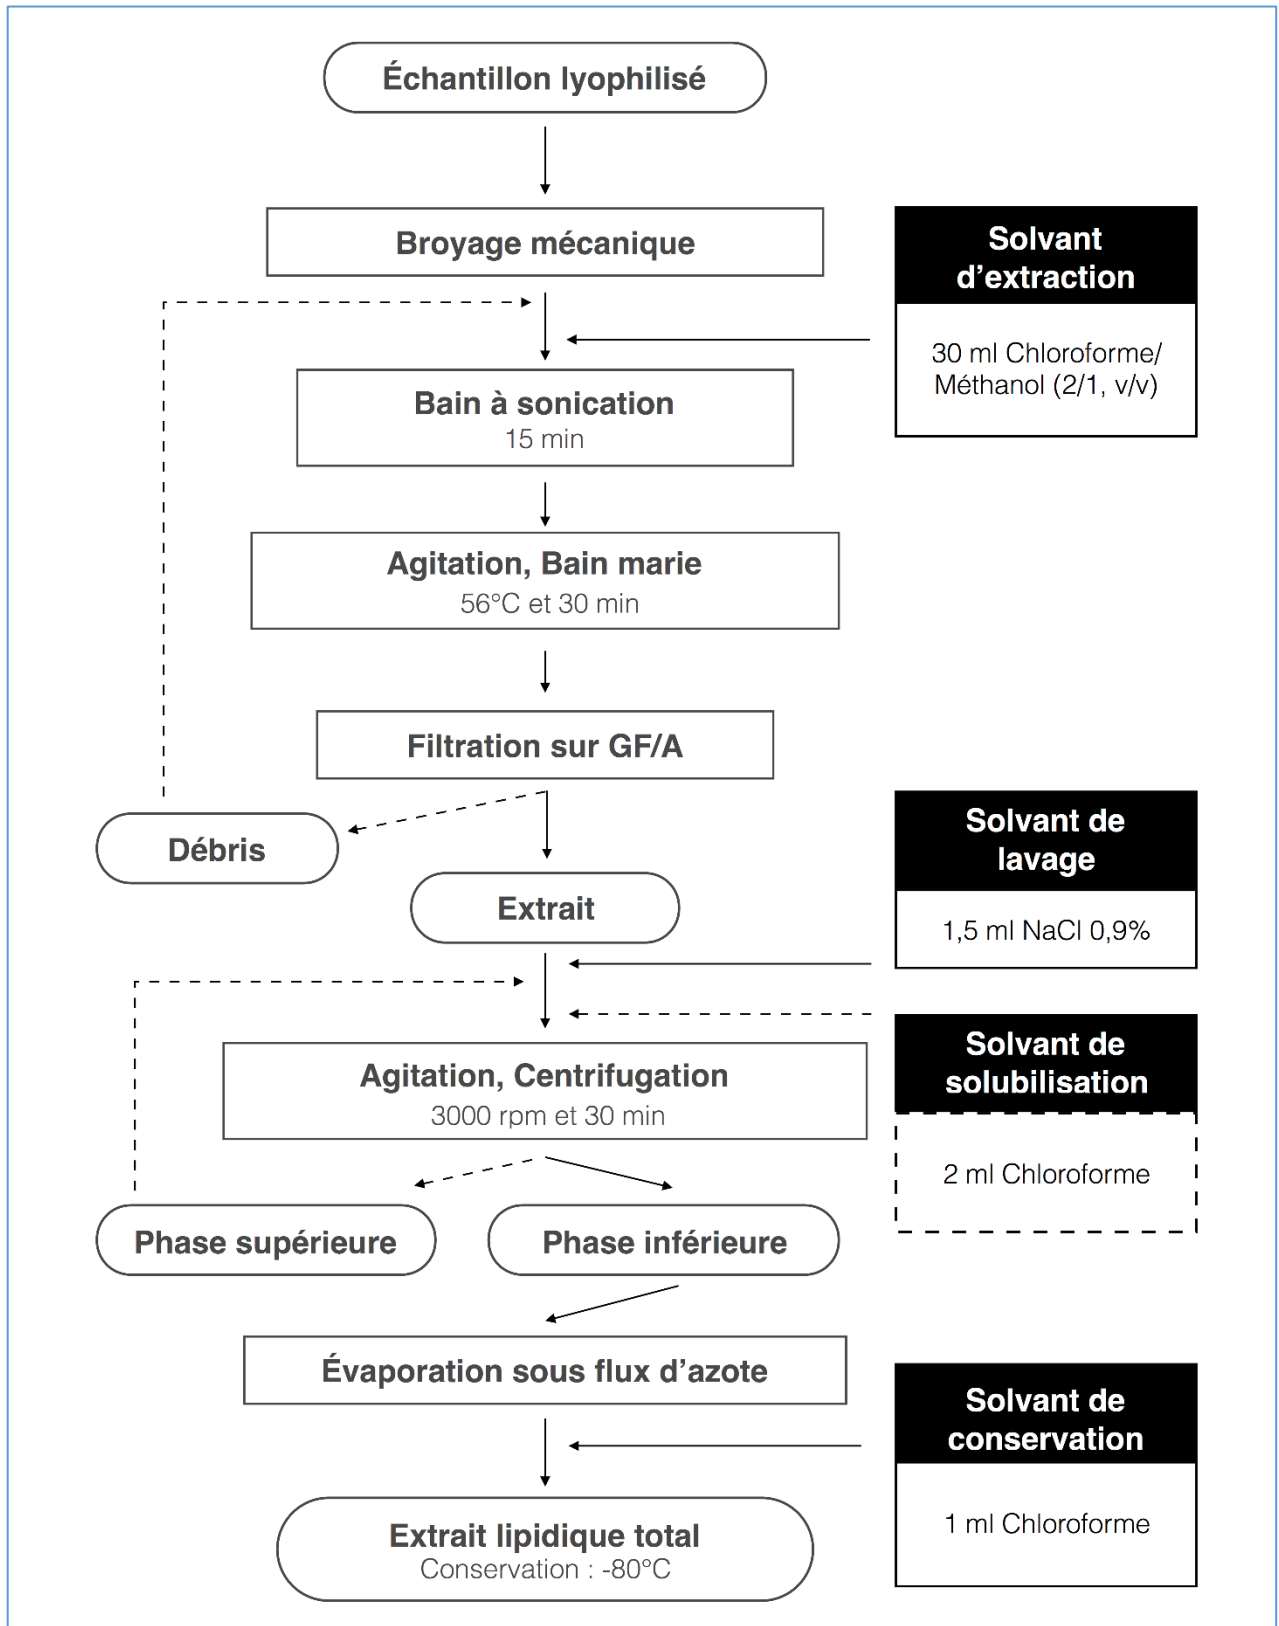 Échantillon lyophilisé
Broyage mécanique
Solvant
d'extraction
30 ml Chloroforme/
Méthanol (2/1, v/v)
Bain à sonication
15 min
Agitation, Bain marie
56°C et 30 min
Filtration sur GF/A
Débris
Extrait
Solvant de
lavage
1,5 ml NaCl 0,9%
Solvant de
solubilisation
2 ml Chloroforme
Agitation, Centrifugation
3000 rpm et 30 min
Phase supérieure
Phase inférieure
Évaporation sous flux d'azote
Solvant de
conservation
1 ml Chloroforme
Extrait lipidique total
Conservation : -80°C